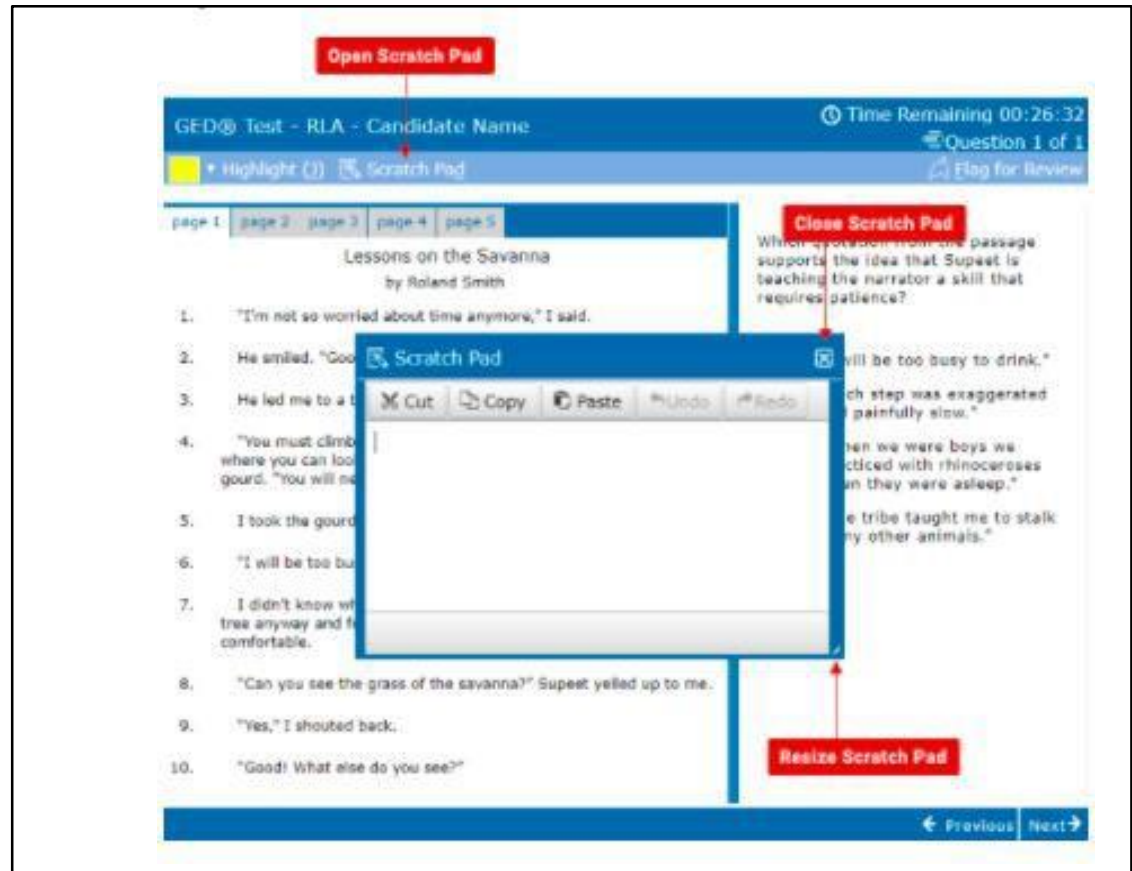 Open Scratch Pad
GED® Test - RLA - Candidate Name
Time Remaining 00:26:32
Question 1 of 1
Highlight (J) Scratch Pad
Flag for Review
page 1 page 2 page 3 page 4 page 5
Lessons on the Savanna
by Roland Smith
1. "I'm not so worried about time anymore," I said.
2. He smiled. "Goo
3. He led me to a t
4. "You must climb
where you can loo
gourd. "You will ne
5. I took the gourd
6. "I will be too bu
7. I didn't know wh
tree anyway and f
comfortable.
8. "Can you see the grass of the savanna?" Supeet yelled up to me.
9. "Yes," I shouted back.
10. "Good! What else do you see?"
Scratch Pad
Cut Copy Paste Undo Redo
Close Scratch Pad
Which quotation from the passage
supports the idea that Supeet is
teaching the narrator a skill that
requires patience?
will be too busy to drink."
ch step was exaggerated
painfully slow."
hen we were boys we
cticed with rhinoceroses
en they were asleep."
e tribe taught me to stalk
ny other animals."
Resize Scratch Pad
Previous Next